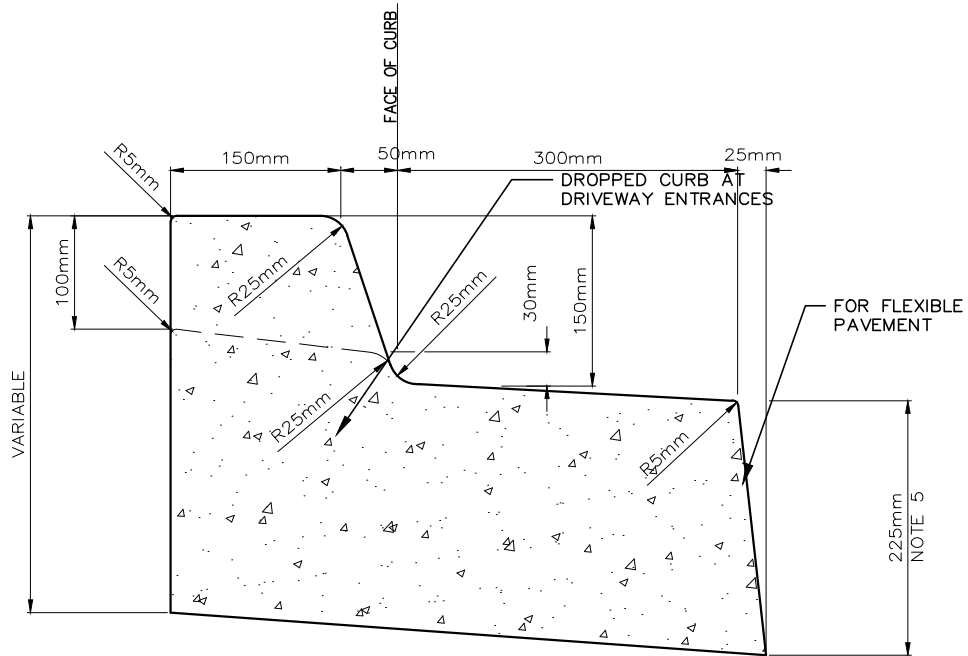 FACE OF CURB
150mm
50mm
300mm
25mm
R5mm
DROPPED CURB AT
DRIVEWAY ENTRANCES
100mm
R5mm
R25mm
R25mm
30mm
150mm
FOR FLEXIBLE
PAVEMENT
VARIABLE
R25mm
R5mm
225mm
NOTE 5